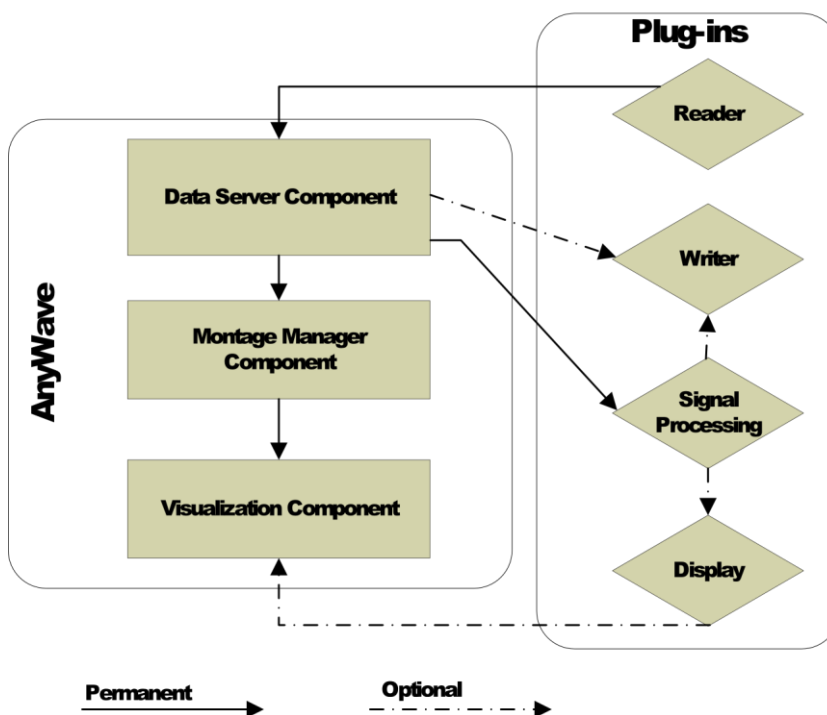 Plug-ins
Reader
Data Server Component
Writer
AnyWave
Montage Manager
Component
Signal
Processing
Visualization Component
Display
Permanent
Optional